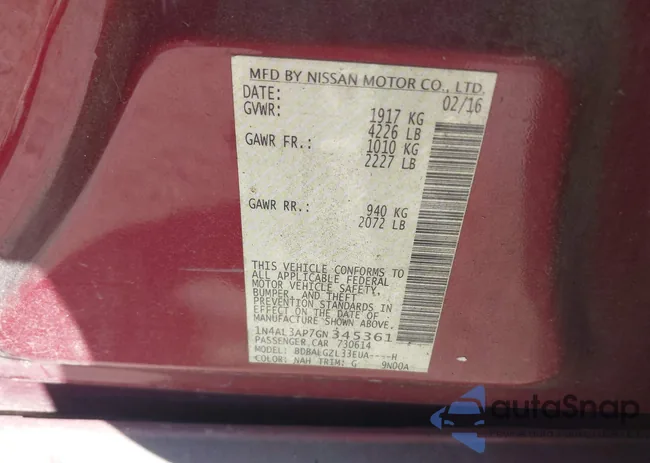 MFD BY NISSAN MOTOR CO., LTD.
DATE: 02/16
GVWR: 1917 KG
4226 LB
GAWR FR.: 1010 KG
2227 LB
GAWR RR.: 940 KG
2072 LB
THIS VEHICLE CONFORMS TO
ALL APPLICABLE FEDERAL
MOTOR VEHICLE SAFETY,
BUMPER, AND THEFT
PREVENTION STANDARDS IN
EFFECT ON THE DATE OF
MANUFACTURE SHOWN ABOVE.
1N4AL3AP7GN345361
PASSENGER CAR 730614
MODEL: BDBALGZL33EUA----H
COLOR: NAH TRIM: G 9N00A
autoSnap